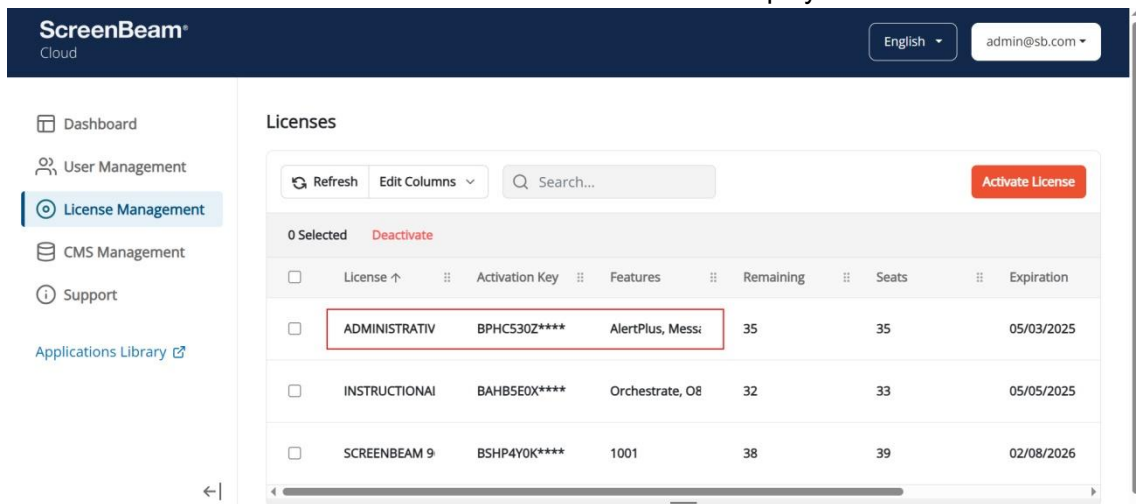 ScreenBeam®
Cloud
English
admin@sb.com
Dashboard
User Management
License Management
CMS Management
Support
Applications Library
Licenses
Refresh Edit Columns Search... Activate License
0 Selected Deactivate
License ↑ Activation Key Features Remaining Seats Expiration
ADMINISTRATIV BPHC530Z**** AlertPlus, Messa 35 35 05/03/2025
INSTRUCTIONAl BAHB5E0X**** Orchestrate, O8 32 33 05/05/2025
SCREENBEAM 9 BSHP4Y0K**** 1001 38 39 02/08/2026